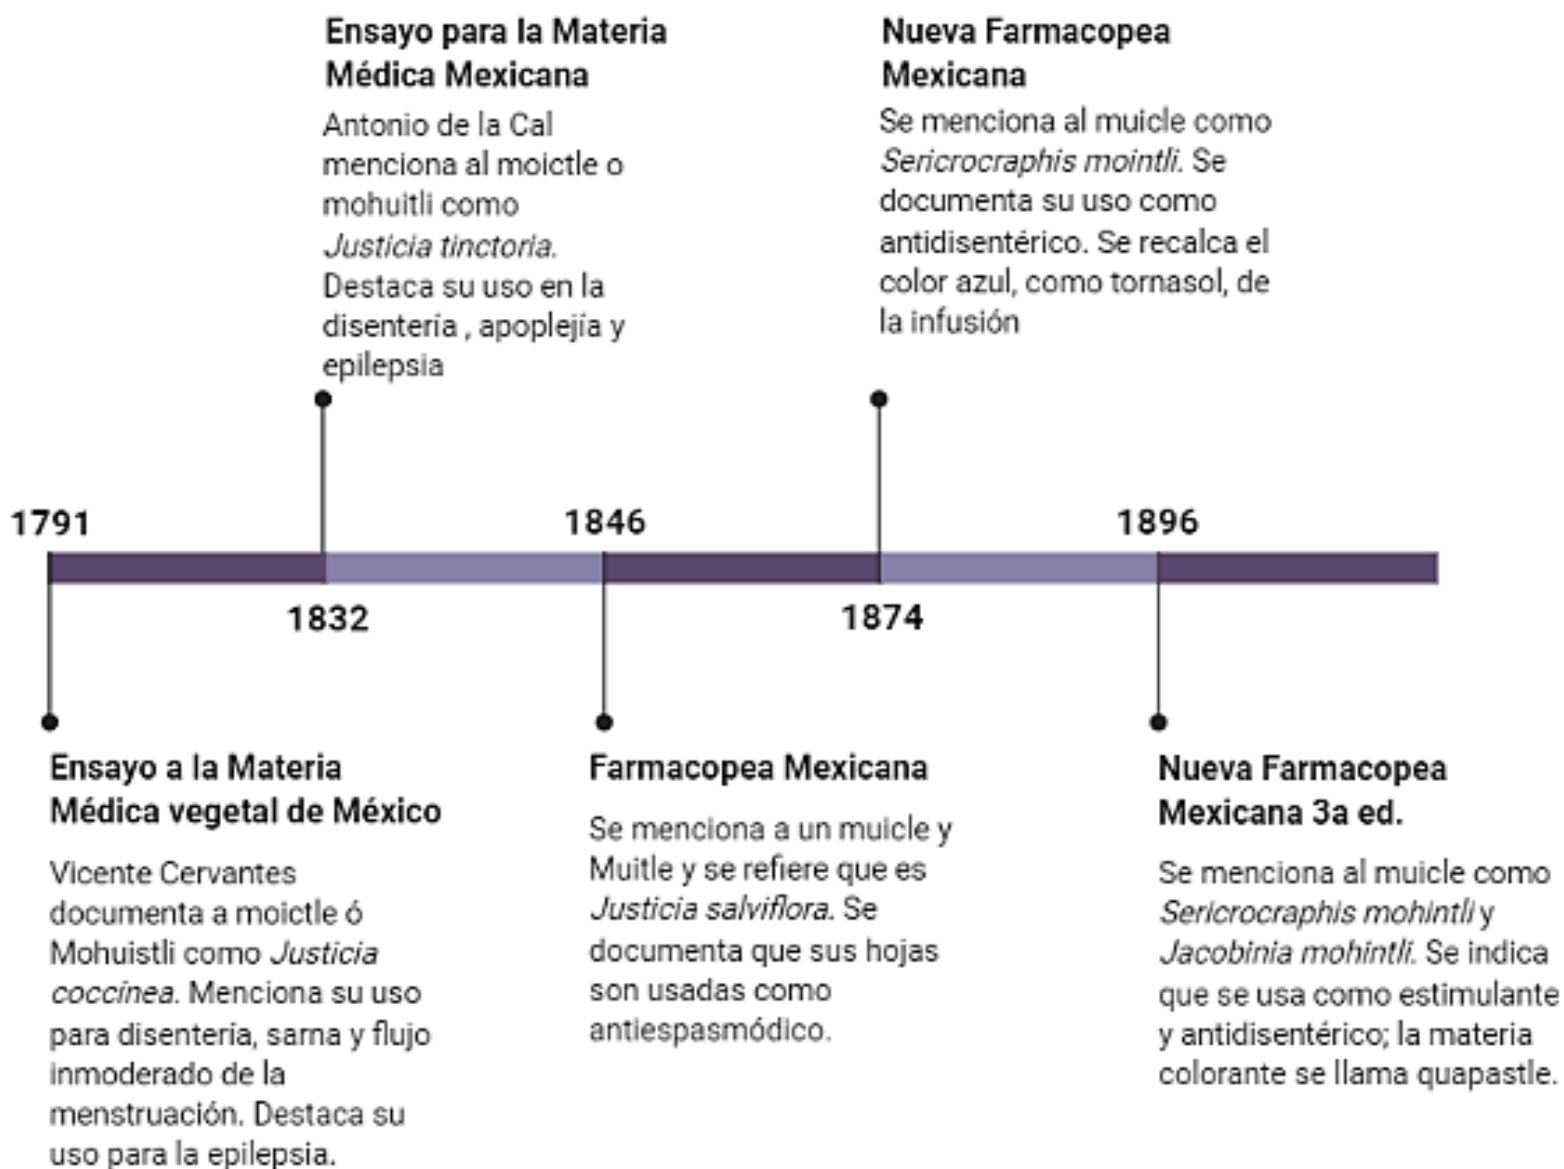 Ensayo para la Materia
Médica Mexicana
Antonio de la Cal
menciona al moictle o
mohuitli como
Justicia tinctoria.
Destaca su uso en la
disentería , apoplejía y
epilepsia
Nueva Farmacopea
Mexicana
Se menciona al muicle como
Sericrocraphis mointli. Se
documenta su uso como
antidisentérico. Se recalca el
color azul, como tornasol, de
la infusión
1791
1846
1896
1832
1874
Ensayo a la Materia
Médica vegetal de México
Vicente Cervantes
documenta a moictle ó
Mohuistli como Justicia
coccínea. Menciona su uso
para disentería, sarna y flujo
inmoderado de la
menstruación. Destaca su
uso para la epilepsia.
Farmacopea Mexicana
Se menciona a un muicle y
Muitle y se refiere que es
Justicia salviflora. Se
documenta que sus hojas
son usadas como
antiespasmódico.
Nueva Farmacopea
Mexicana 3a ed.
Se menciona al muicle como
Sericrocraphis mohintli y
Jacobinia mohintli. Se indica
que se usa como estimulante
y antidisentérico; la materia
colorante se llama quapastle.